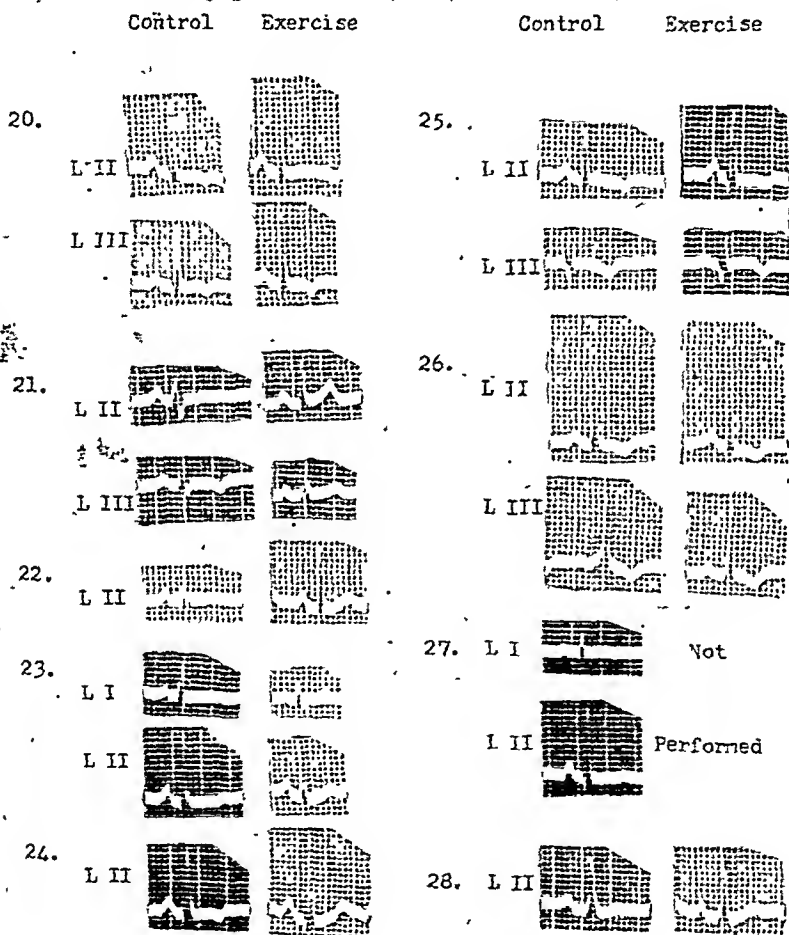 Control Exercise
20.
L II
L III
21.
L II
L III
22.
L II
23.
L I
L II
24.
L II
Control Exercise
25.
L II
L III
26.
L II
L III
27. L I Not
L II Performed
28. L II